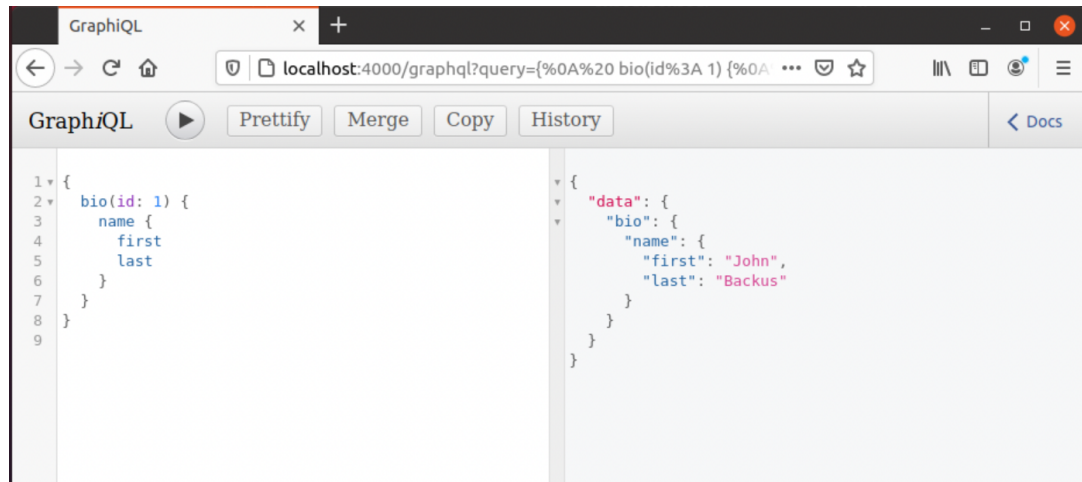 GraphiQL
localhost:4000/graphql?query={%0A%20 bio(id%3A 1) {%0A
GraphiQL Prettify Merge Copy History Docs
1 {
2 bio(id: 1) {
3 name {
4 first
5 last
6 }
7 }
8 }
9
{
"data": {
"bio": {
"name": {
"first": "John",
"last": "Backus"
}
}
}
}